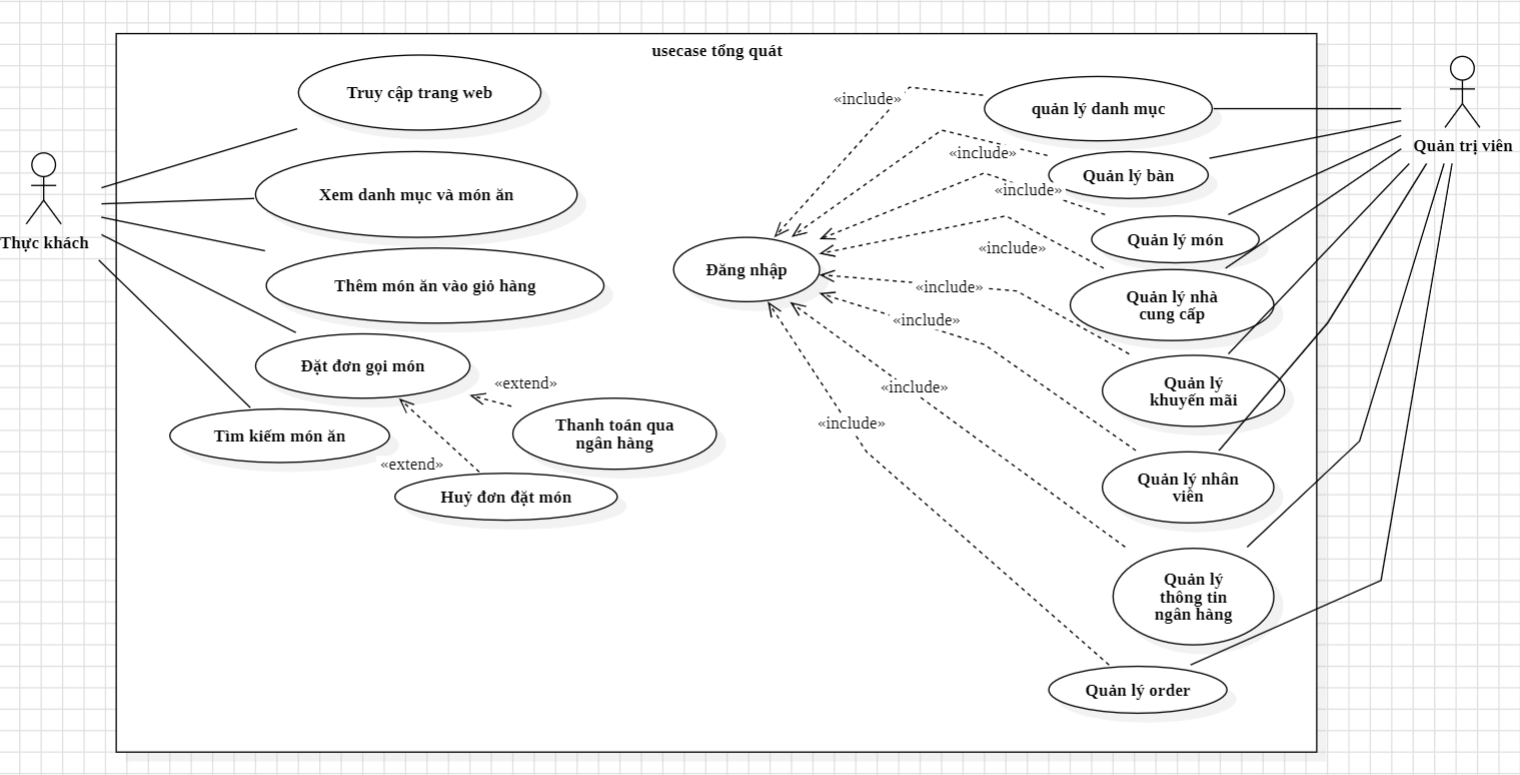 usecase tổng quát
Thực khách
Truy cập trang web
Xem danh mục và món ăn
Thêm món ăn vào giỏ hàng
Đặt đơn gọi món
Tìm kiếm món ăn
«extend»
Thanh toán qua
ngân hàng
«extend»
Huỷ đơn đặt món
Đăng nhập
«include»
«include»
«include»
«include»
«include»
«include»
«include»
«include»
quản lý danh mục
Quản lý bàn
Quản lý món
Quản lý nhà
cung cấp
Quản lý
khuyến mãi
Quản lý nhân
viên
Quản lý
thông tin
ngân hàng
Quản lý order
Quản trị viên